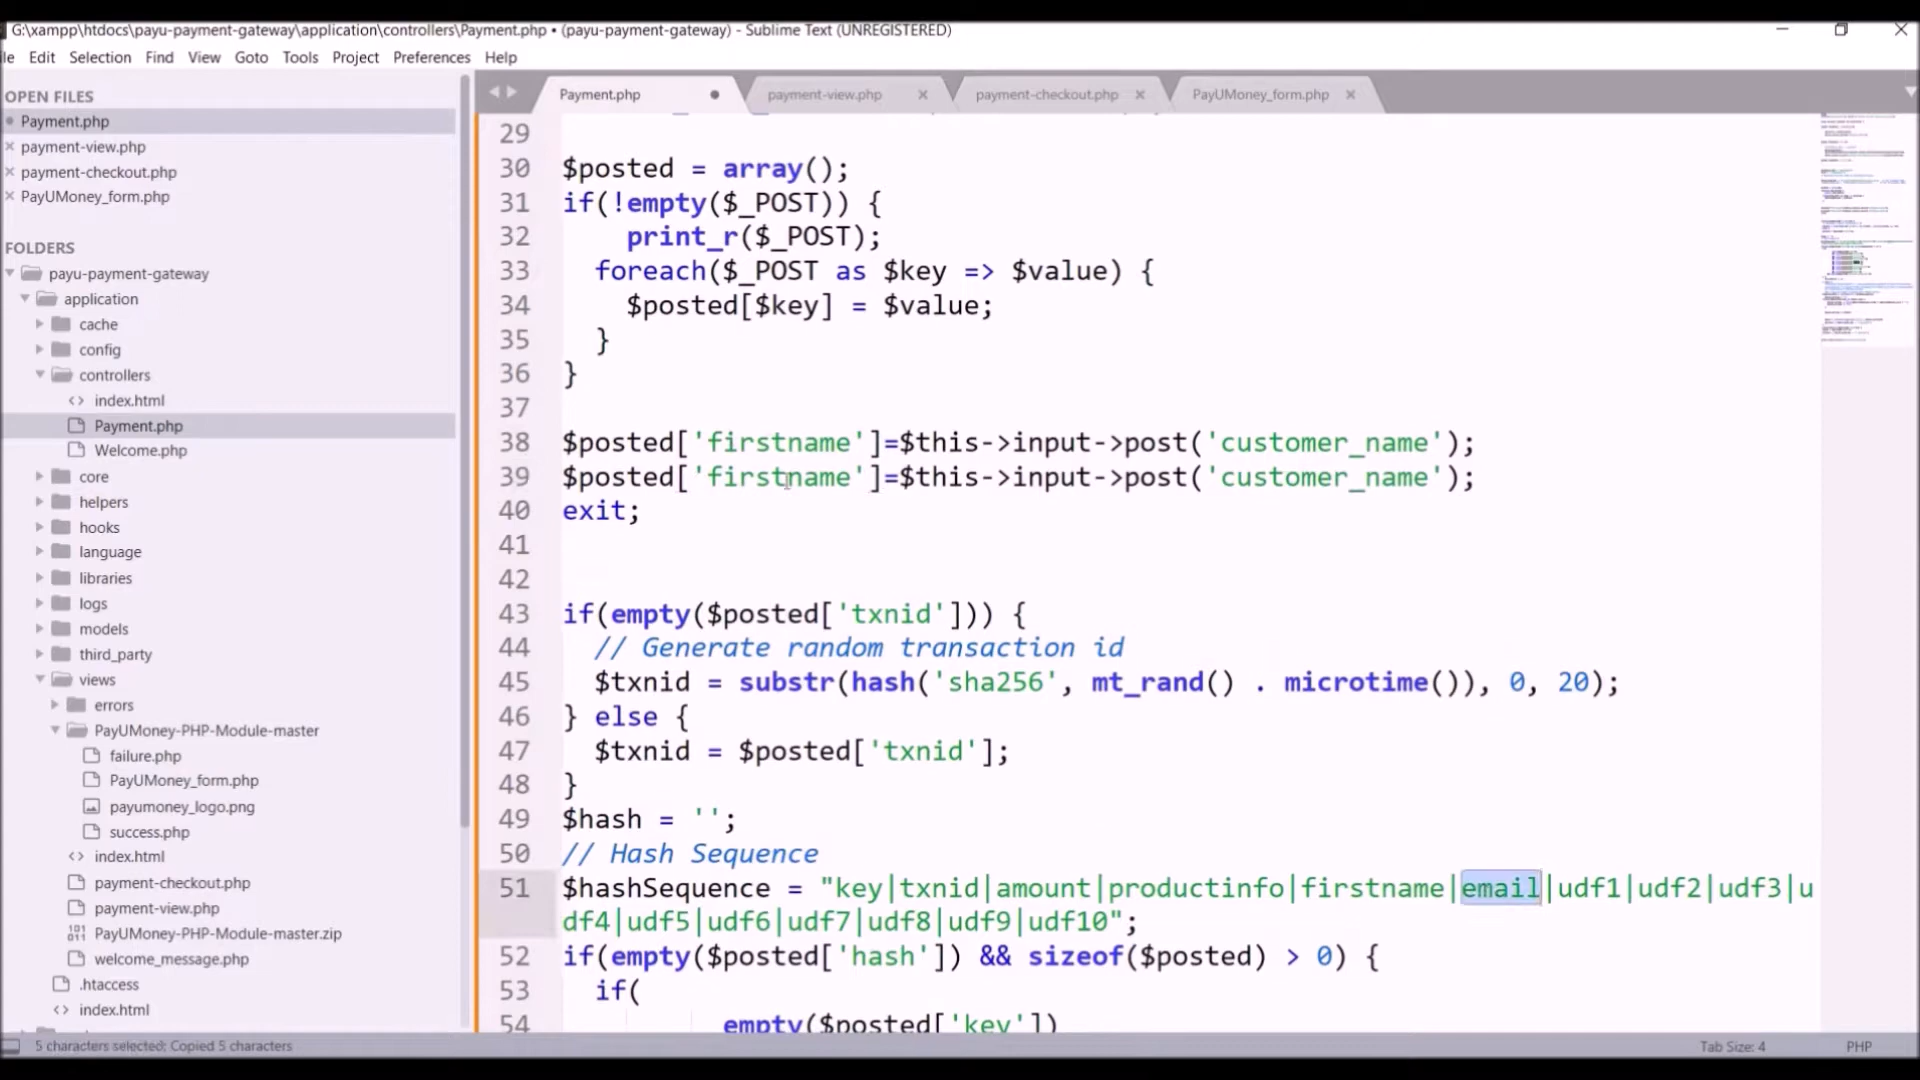 G:\xampp\htdocs\payu-payment-gateway\application\controllers\Payment.php • (payu-payment-gateway) - Sublime Text (UNREGISTERED)
le Edit Selection Find View Goto Tools Project Preferences Help
OPEN FILES
Payment.php
payment-view.php
payment-checkout.php
PayUMoney_form.php
FOLDERS
payu-payment-gateway
application
cache
config
controllers
index.html
Payment.php
Welcome.php
core
helpers
hooks
language
libraries
logs
models
third_party
views
errors
PayUMoney-PHP-Module-master
failure.php
PayUMoney_form.php
payumoney_logo.png
success.php
index.html
payment-checkout.php
payment-view.php
PayUMoney-PHP-Module-master.zip
welcome_message.php
.htaccess
index.html
Payment.php payment-view.php payment-checkout.php PayUMoney_form.php
29
30 $posted = array();
31 if(!empty($_POST)) {
32 print_r($_POST);
33 foreach($_POST as $key => $value) {
34 $posted[$key] = $value;
35 }
36 }
37
38 $posted['firstname']=$this->input->post('customer_name');
39 $posted['firstname']=$this->input->post('customer_name');
40 exit;
41
42
43 if(empty($posted['txnid'])) {
44 // Generate random transaction id
45 $txnid = substr(hash('sha256', mt_rand() . microtime()), 0, 20);
46 } else {
47 $txnid = $posted['txnid'];
48 }
49 $hash = '';
50 // Hash Sequence
51 $hashSequence = "key|txnid|amount|productinfo|firstname|email|udf1|udf2|udf3|u
df4|udf5|udf6|udf7|udf8|udf9|udf10";
52 if(empty($posted['hash']) && sizeof($posted) > 0) {
53 if(
54 empty($posted['key'])
5 characters selected; Copied 5 characters
Tab Size: 4 PHP